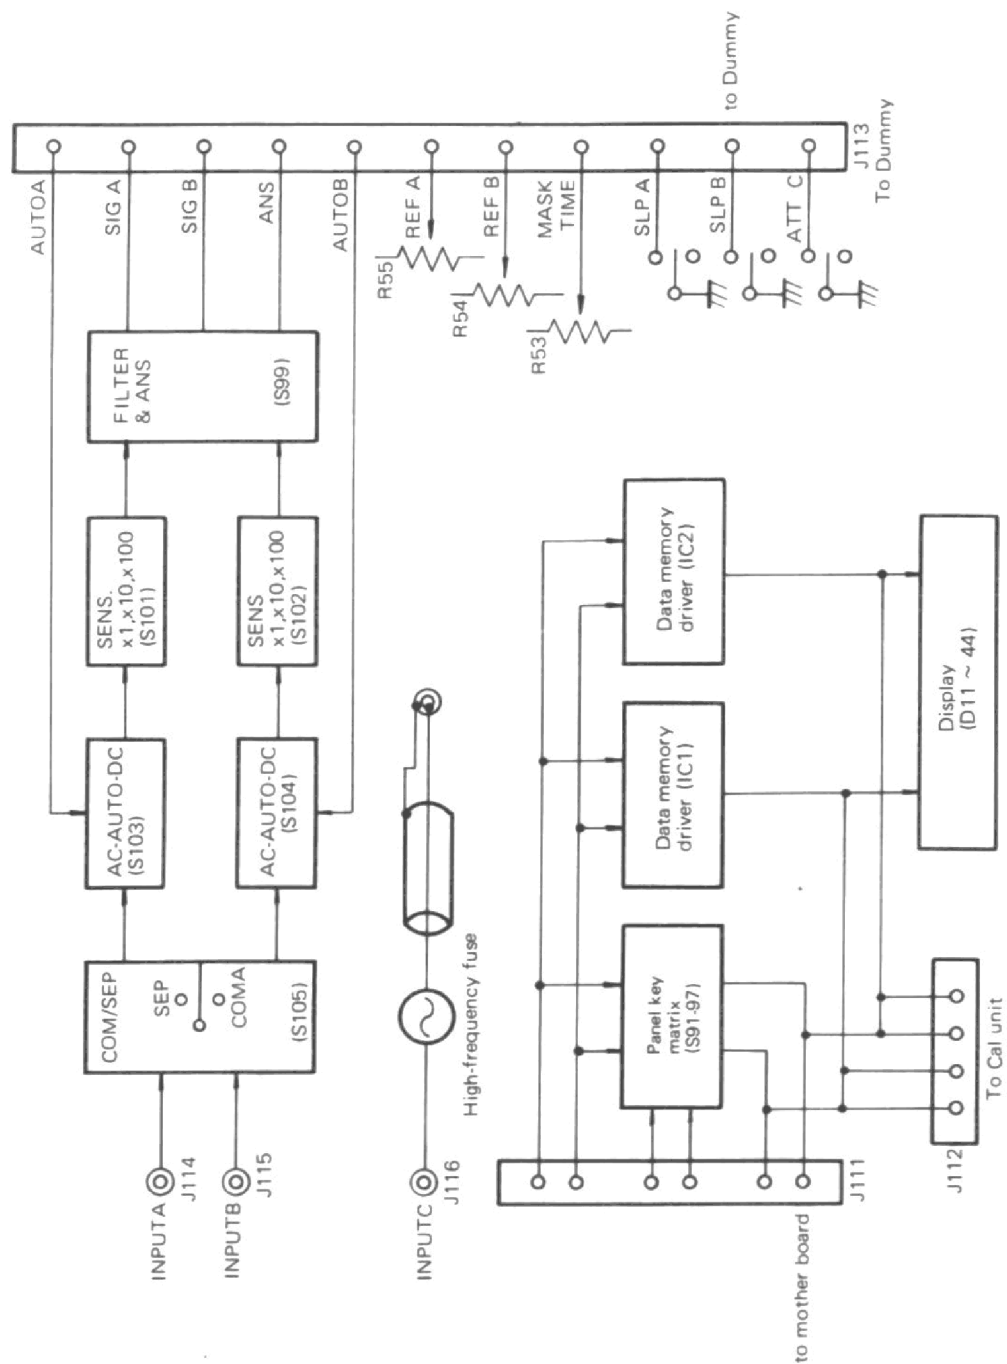 INPUTA
J114
INPUTB
J115
COM/SEP
SEP
COMA
(S105)
AC-AUTO-DC
(S103)
AC-AUTO-DC
(S104)
SENS.
x1,x10,x100
(S101)
SENS
x1,x10,x100
(S102)
FILTER
& ANS
(S99)
AUTOA
SIG A
SIG B
ANS
AUTOB
REF A
REF B
MASK
TIME
SLP A
SLP B
ATT C
R55
R54
R53
to Dummy
J113
To Dummy
INPUTC
J116
High-frequency fuse
to mother board
J111
Panel key
matrix
(S91-97)
Data memory
driver (IC1)
Data memory
driver (IC2)
Display
(D11 ~ 44)
J112
To Cal unit